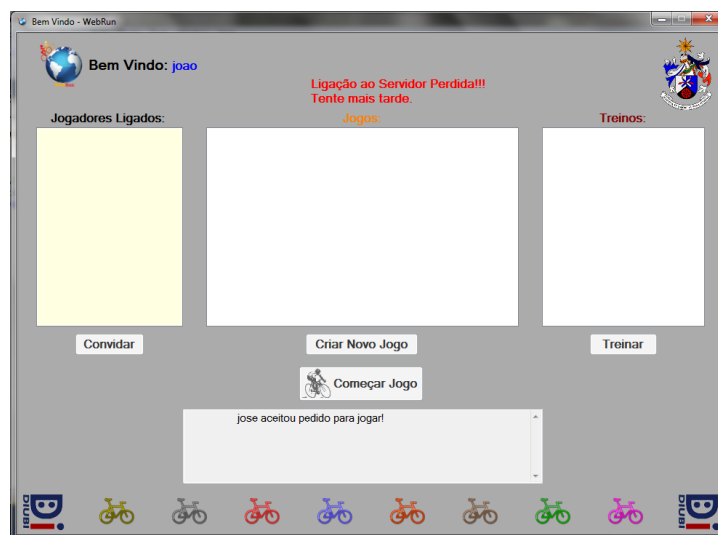 Bem Vindo - WebRun
Bem Vindo: joao
Ligação ao Servidor Perdida!!!
Tente mais tarde.
Jogadores Ligados:
Jogos:
Treinos:
Convidar
Criar Novo Jogo
Treinar
Começar Jogo
jose aceitou pedido para jogar!
DIUBI
DIUBI